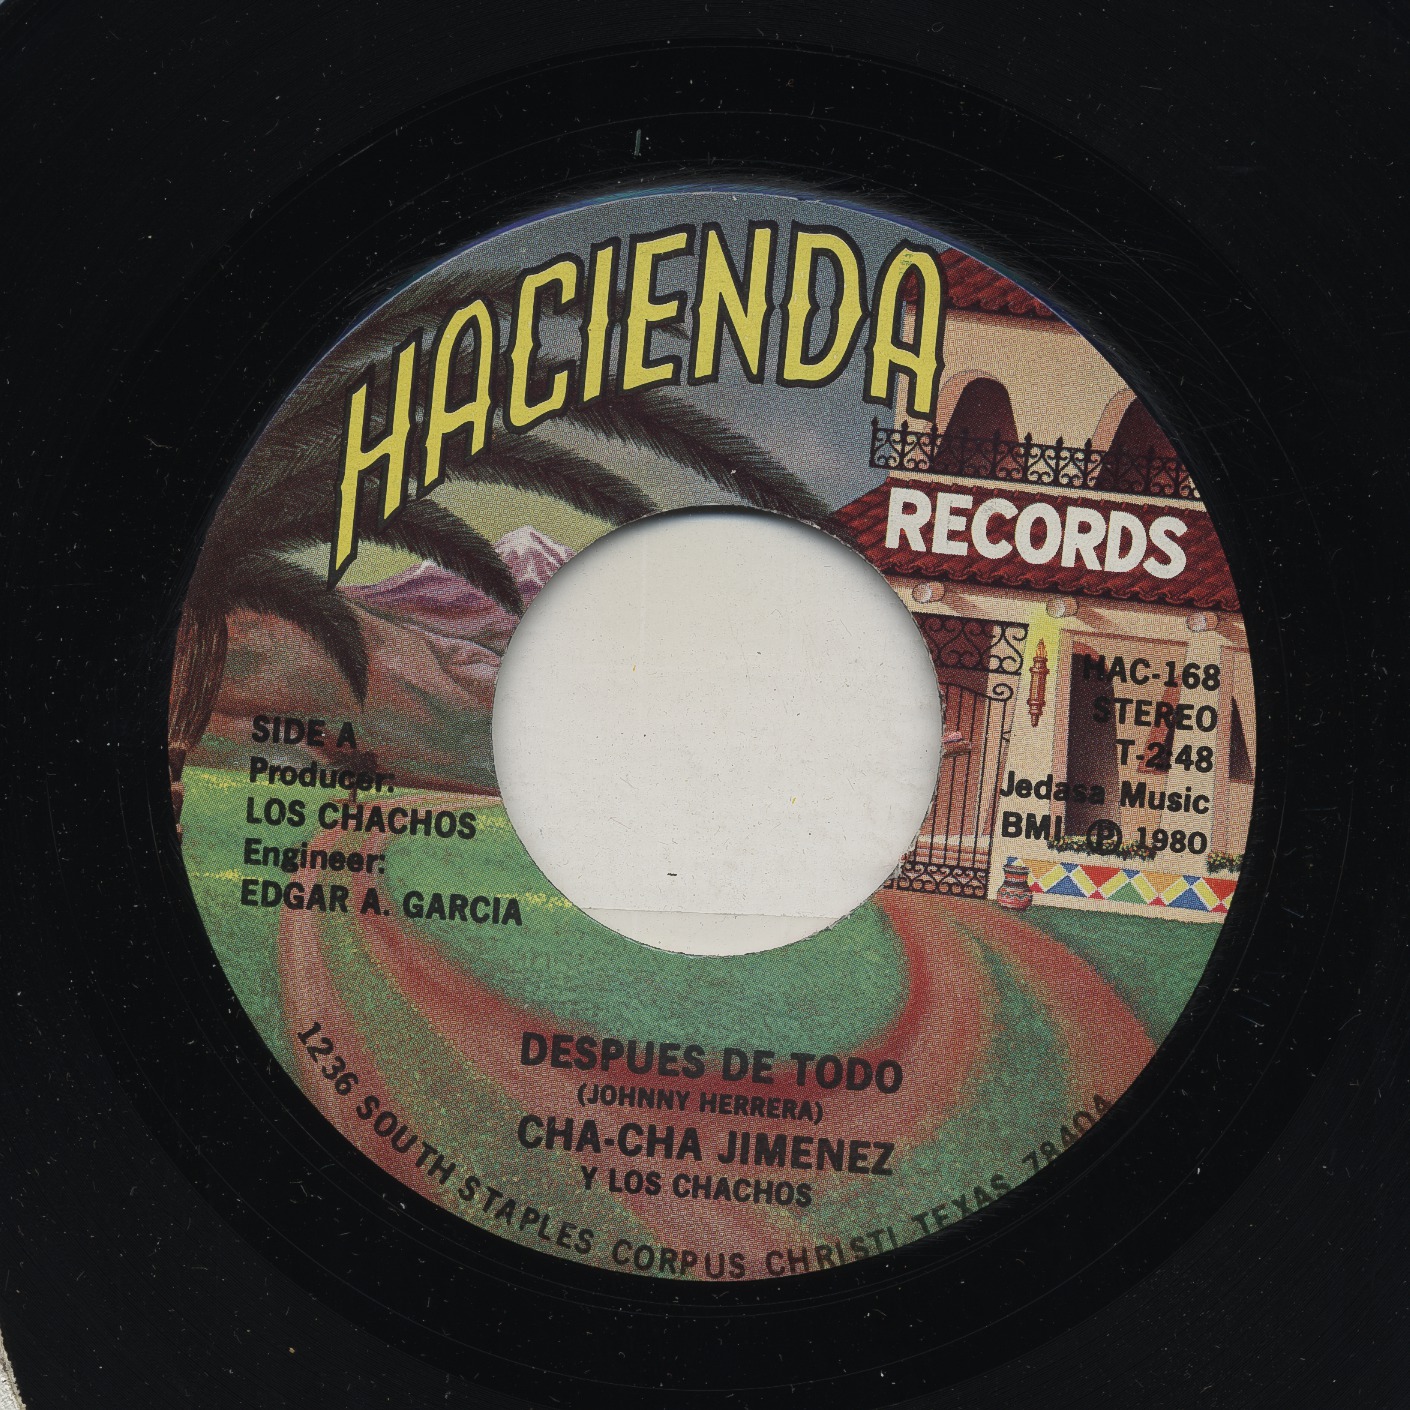 HACIENDA
RECORDS
HAC-168
STEREO
T-2:48
Jedasa Music
BMI Ⓟ 1980
SIDE A
Producer:
LOS CHACHOS
Engineer:
EDGAR A. GARCIA
DESPUES DE TODO
(JOHNNY HERRERA)
CHA-CHA JIMENEZ
Y LOS CHACHOS
1236 SOUTH STAPLES CORPUS CHRISTI TEXAS 78404